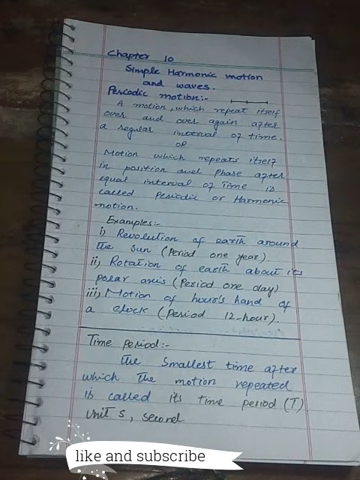 Chapter 10
Simple Harmonic motion
and waves.
Periodic motion:-
A motion, which repeat itself
over and over again after
a regular interval of time.
or
Motion which repeats itself
in position and phase after
equal interval of Time is
called Periodic or Harmonic
motion.
Examples:-
i) Revolution of earth around
the sun (Period one year).
ii) Rotation of earth about its
polar axis (Period one day)
iii) Motion of hour's hand of
a clock (Period 12-hour).
Time Period:-
The smallest time after
which the motion repeated
is called its time period (T)
Unit s, second.
like and subscribe